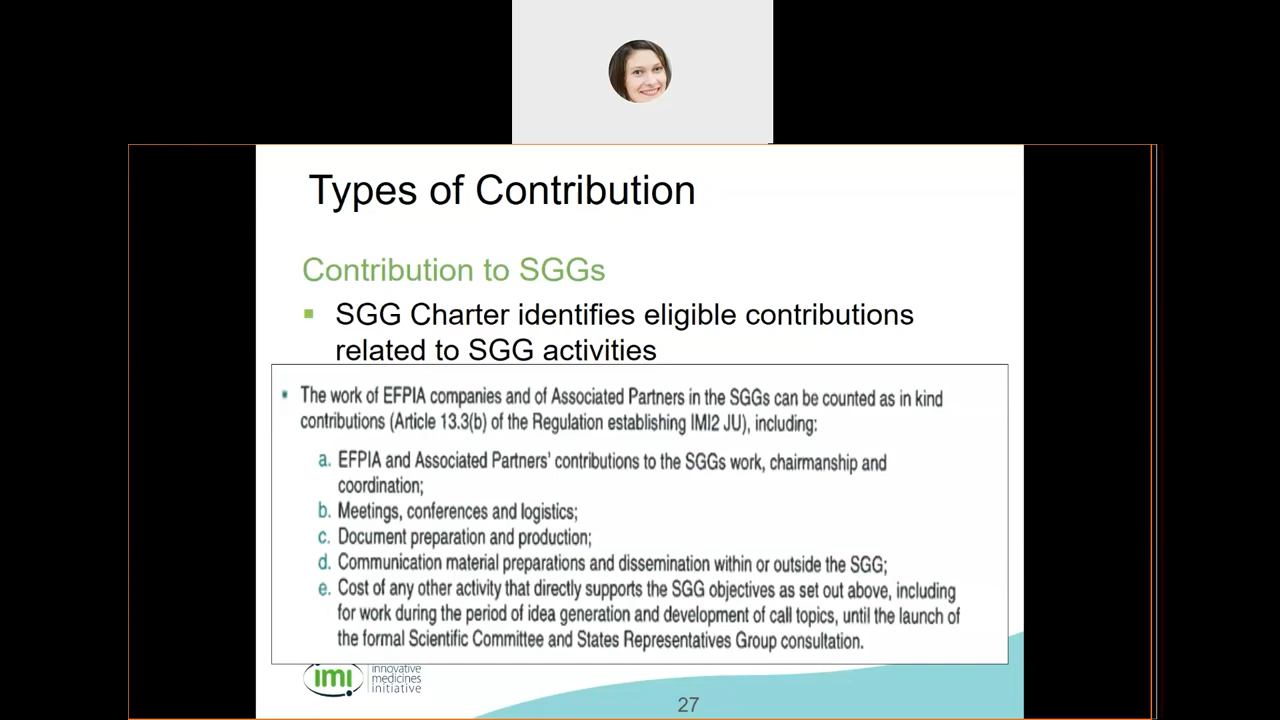 Types of Contribution
Contribution to SGGs
SGG Charter identifies eligible contributions
related to SGG activities
The work of EFPIA companies and of Associated Partners in the SGGs can be counted as in kind
contributions (Article 13.3(b) of the Regulation establishing IMI2 JU), including:
a. EFPIA and Associated Partners' contributions to the SGGs work, chairmanship and
coordination;
b. Meetings, conferences and logistics;
c. Document preparation and production;
d. Communication material preparations and dissemination within or outside the SGG;
e. Cost of any other activity that directly supports the SGG objectives as set out above, including
for work during the period of idea generation and development of call topics, until the launch of
the formal Scientific Committee and States Representatives Group consultation.
imi
innovative
medicines
initiative
27